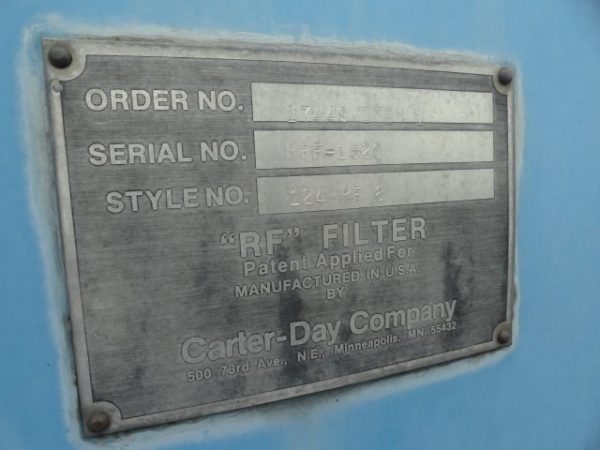 ORDER NO.
SERIAL NO.
STYLE NO. 124
"RF" FILTER
Patent Applied For
MANUFACTURED IN U.S.A.
BY
Carter-Day Company
500 73rd Ave., N.E., Minneapolis, MN 55432